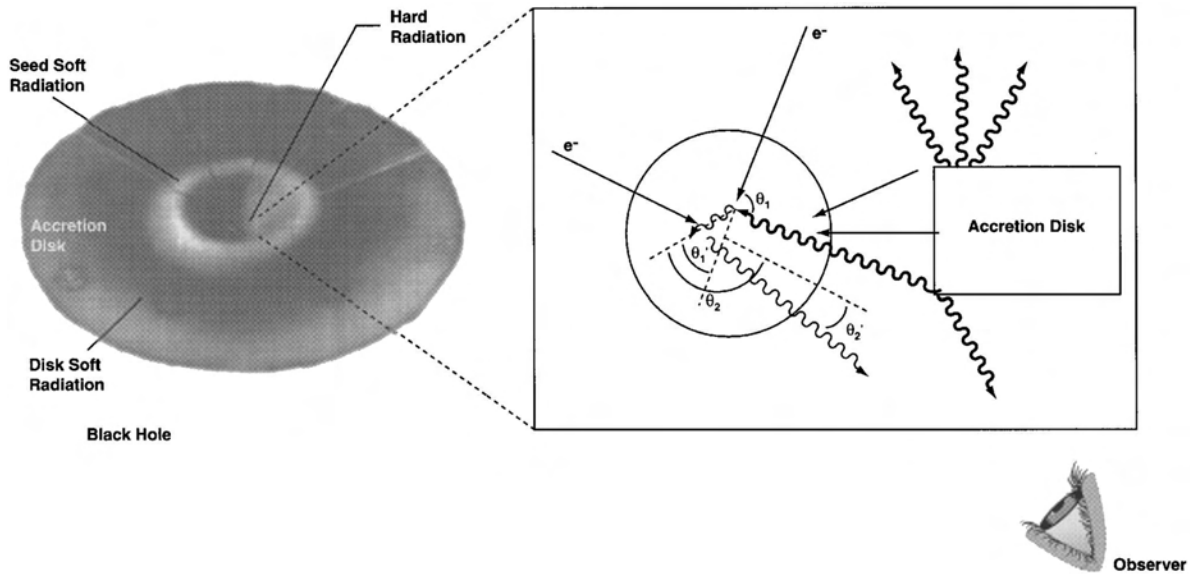 Hard
Radiation
Seed Soft
Radiation
Accretion
Disk
Disk Soft
Radiation
Black Hole
e-
e-
θ1
θ1'
θ2
θ2'
Accretion Disk
Observer